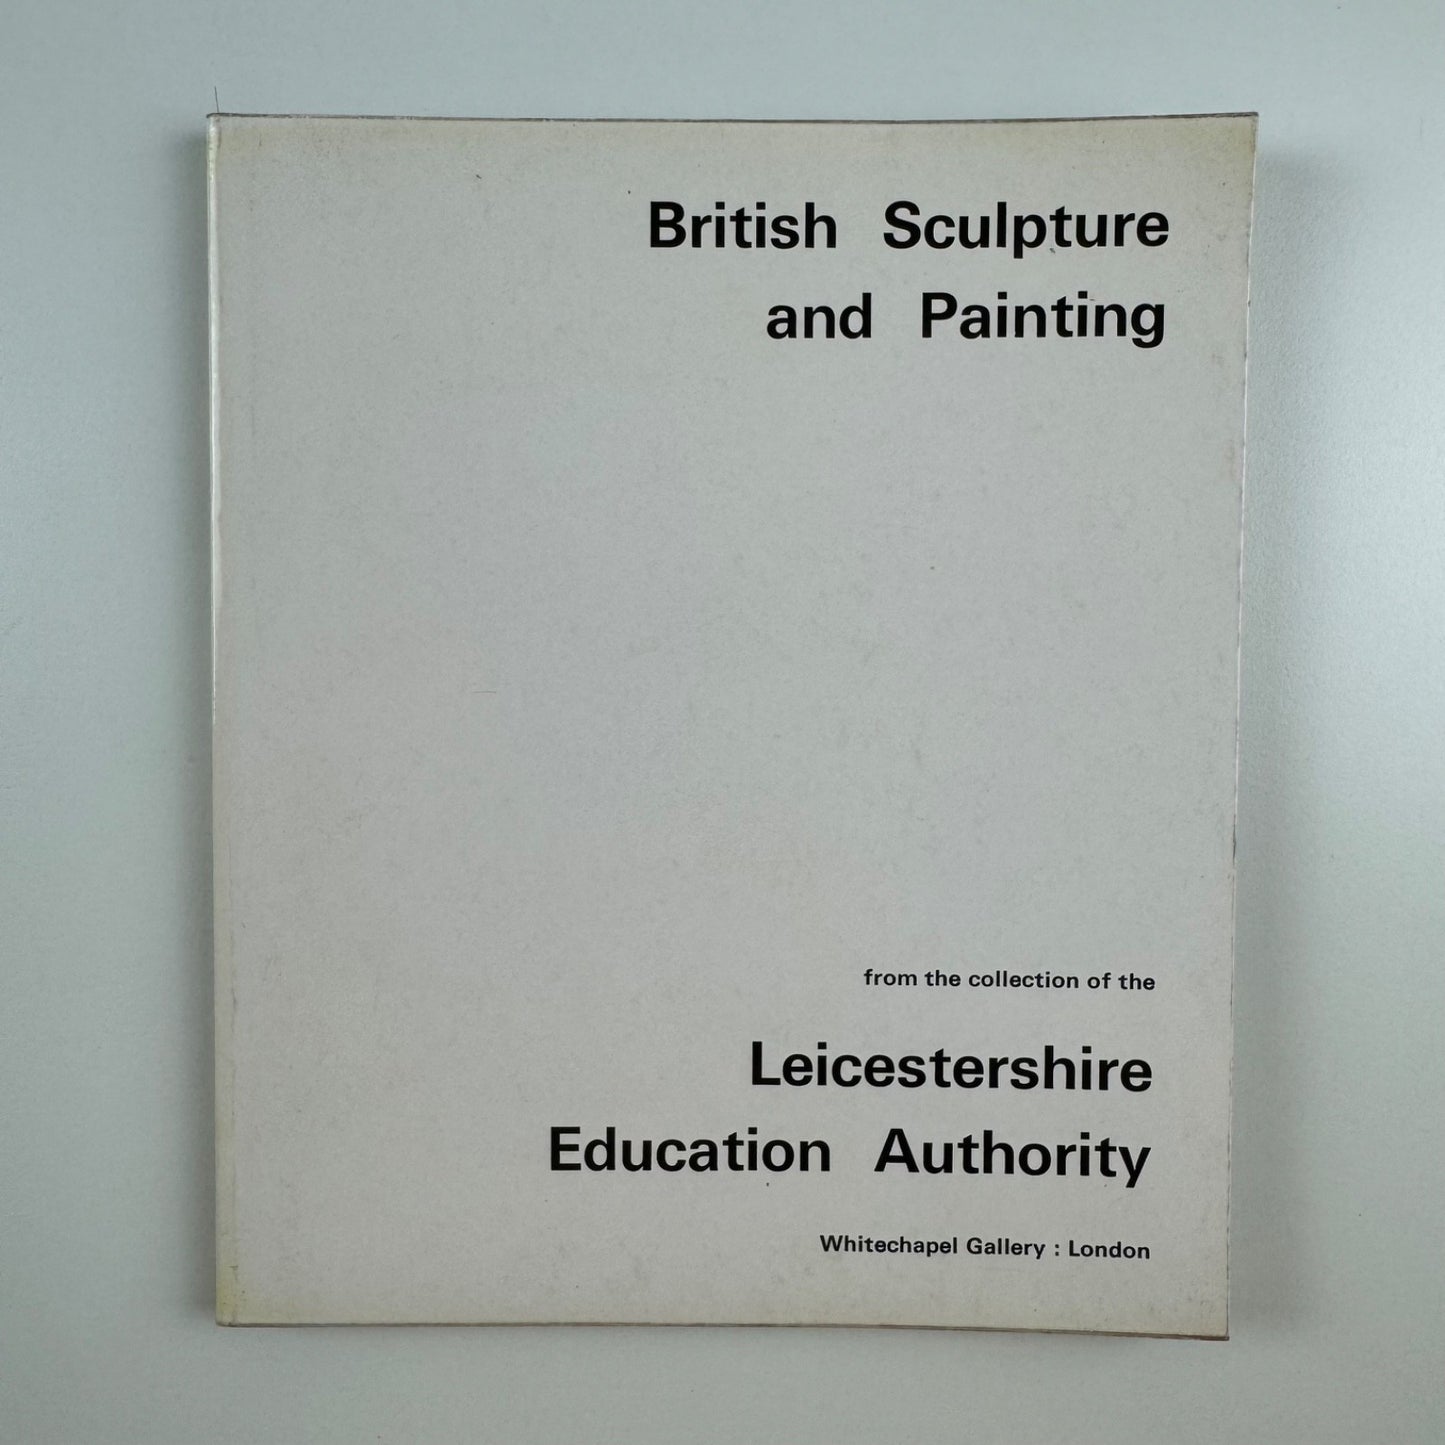 British Sculpture
and Painting
from the collection of the
Leicestershire
Education Authority
Whitechapel Gallery : London